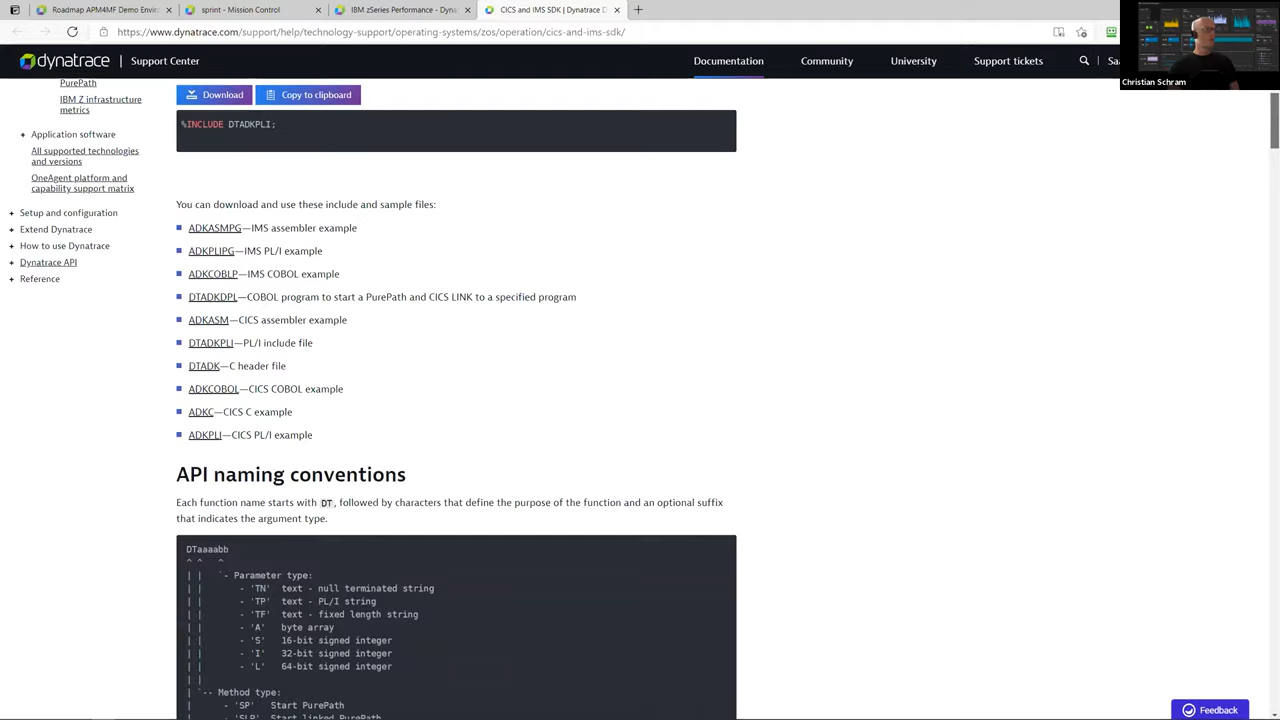 Roadmap APM4MF Demo Envir
sprint - Mission Control
IBM zSeries Performance - Dynatr
CICS and IMS SDK | Dynatrace D
https://www.dynatrace.com/support/help/technology-support/operating_systems/zos/operation/cics-and-ims-sdk/
dynatrace
Support Center
Documentation
Community
University
Support tickets
Saa
Christian Schram
PurePath
IBM Z infrastructure
metrics
+ Application software
All supported technologies
and versions
OneAgent platform and
capability support matrix
+ Setup and configuration
+ Extend Dynatrace
+ How to use Dynatrace
+ Dynatrace API
+ Reference
Download
Copy to clipboard
%INCLUDE DTADKPLI;
You can download and use these include and sample files:
ADKASMPG—IMS assembler example
ADKPLIPG—IMS PL/I example
ADKCOBLP—IMS COBOL example
DTADKDPL—COBOL program to start a PurePath and CICS LINK to a specified program
ADKASM—CICS assembler example
DTADKPLI—PL/I include file
DTADK—C header file
ADKCOBOL—CICS COBOL example
ADKC—CICS C example
ADKPLI—CICS PL/I example
API naming conventions
Each function name starts with DT, followed by characters that define the purpose of the function and an optional suffix
that indicates the argument type.
DTaaaabb
^ ^   ^
| |   `- Parameter type:
| |      - 'TN'  text - null terminated string
| |      - 'TP'  text - PL/I string
| |      - 'TF'  text - fixed length string
| |      - 'A'   byte array
| |      - 'S'   16-bit signed integer
| |      - 'I'   32-bit signed integer
| |      - 'L'   64-bit signed integer
| |
| `-- Method type:
|     - 'SP'   Start PurePath
|     - 'SLP'  Start linked PurePath
Feedback